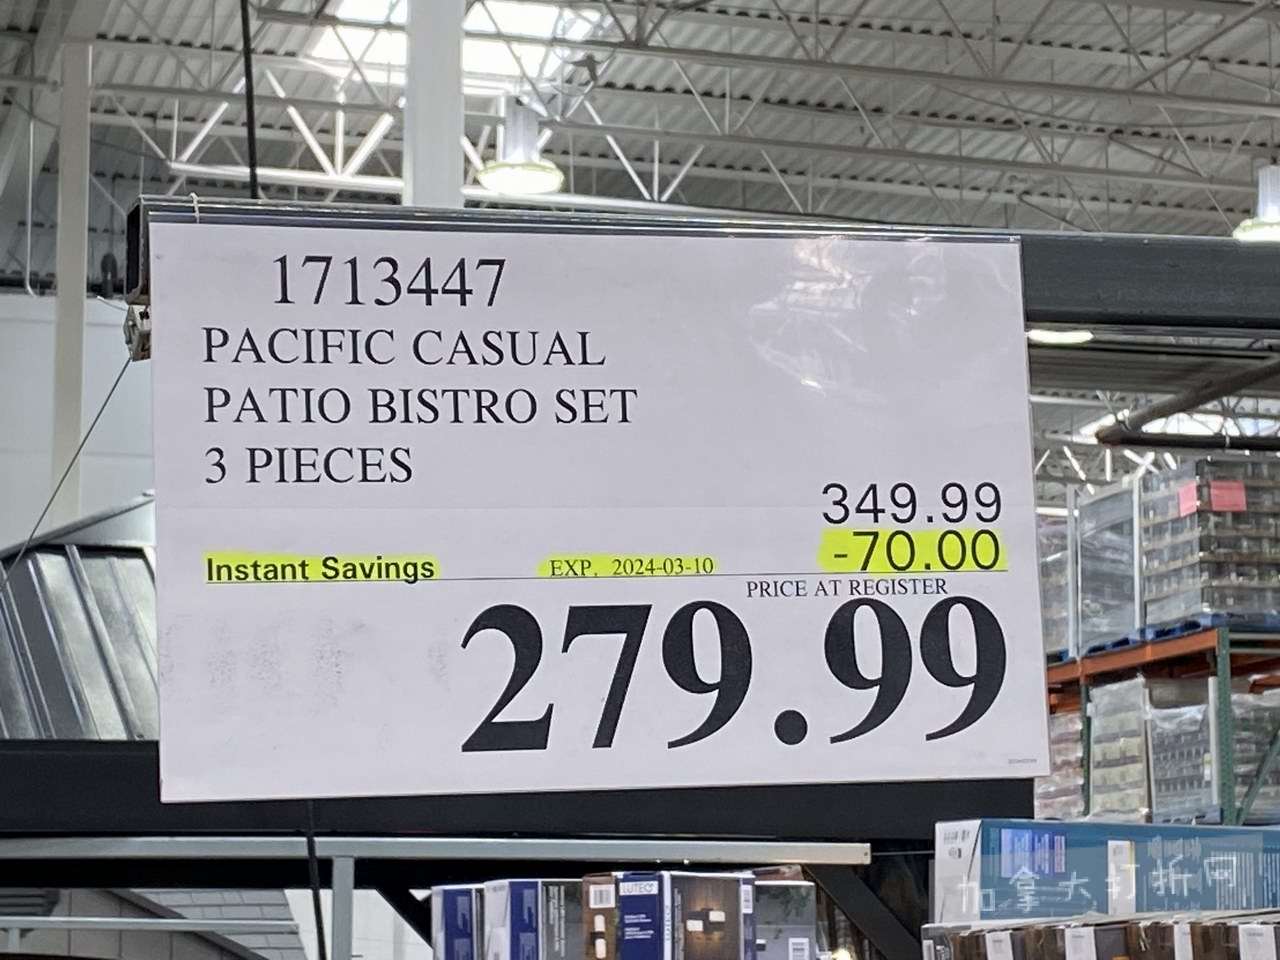 1713447
PACIFIC CASUAL
PATIO BISTRO SET
3 PIECES
349.99
Instant Savings EXP. 2024-03-10 -70.00
PRICE AT REGISTER
279.99
LUTEC
加拿大打折网